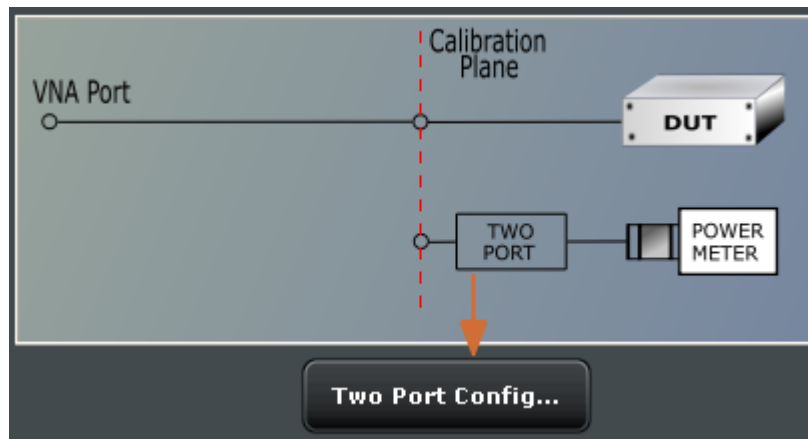 Calibration
Plane
VNA Port
DUT
TWO
PORT
POWER
METER
Two Port Config...